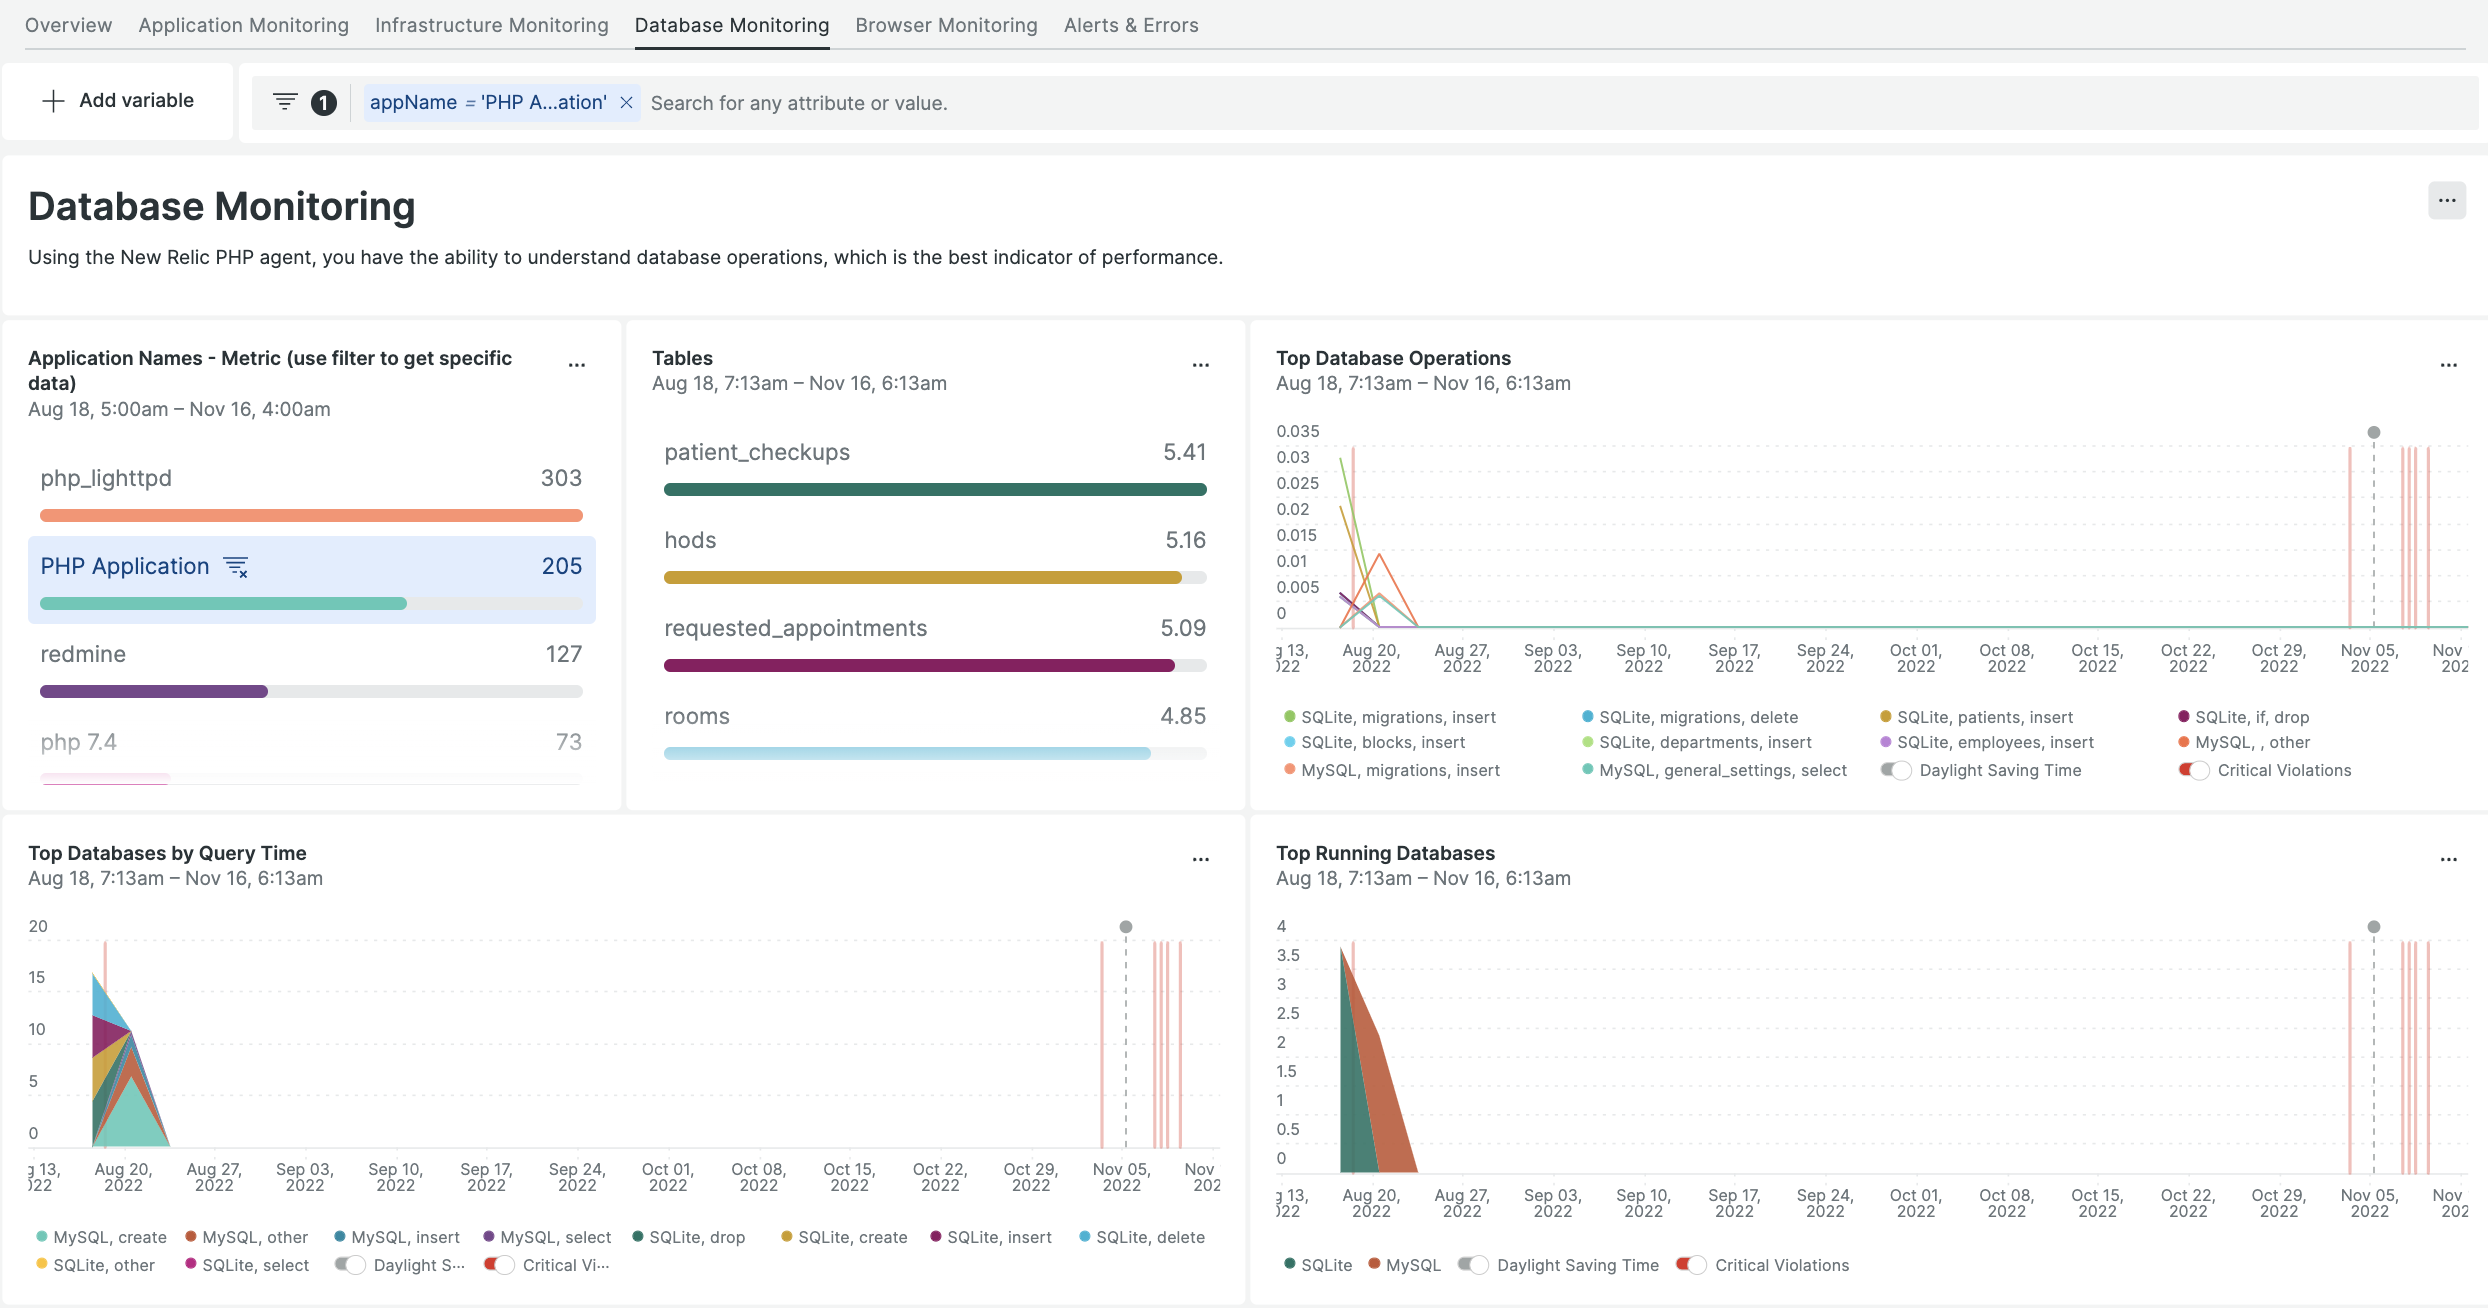 Overview Application Monitoring Infrastructure Monitoring Database Monitoring Browser Monitoring Alerts & Errors
+ Add variable
1 appName = 'PHP A...ation' × Search for any attribute or value.
Database Monitoring
...
Using the New Relic PHP agent, you have the ability to understand database operations, which is the best indicator of performance.
Application Names - Metric (use filter to get specific
data)
...
Aug 18, 5:00am – Nov 16, 4:00am
php_lighttpd 303
PHP Application 205
redmine 127
php 7.4 73
Tables
...
Aug 18, 7:13am – Nov 16, 6:13am
patient_checkups 5.41
hods 5.16
requested_appointments 5.09
rooms 4.85
Top Database Operations
...
Aug 18, 7:13am – Nov 16, 6:13am
0.035
0.03
0.025
0.02
0.015
0.01
0.005
0
g 13, Aug 20, Aug 27, Sep 03, Sep 10, Sep 17, Sep 24, Oct 01, Oct 08, Oct 15, Oct 22, Oct 29, Nov 05, Nov
022 2022 2022 2022 2022 2022 2022 2022 2022 2022 2022 2022 2022 202
SQLite, migrations, insert SQLite, migrations, delete SQLite, patients, insert SQLite, if, drop
SQLite, blocks, insert SQLite, departments, insert SQLite, employees, insert MySQL, , other
MySQL, migrations, insert MySQL, general_settings, select Daylight Saving Time Critical Violations
Top Databases by Query Time
...
Aug 18, 7:13am – Nov 16, 6:13am
20
15
10
5
0
g 13, Aug 20, Aug 27, Sep 03, Sep 10, Sep 17, Sep 24, Oct 01, Oct 08, Oct 15, Oct 22, Oct 29, Nov 05, Nov
022 2022 2022 2022 2022 2022 2022 2022 2022 2022 2022 2022 2022 202
MySQL, create MySQL, other MySQL, insert MySQL, select SQLite, drop SQLite, create SQLite, insert SQLite, delete
SQLite, other SQLite, select Daylight S··· Critical Vi···
Top Running Databases
...
Aug 18, 7:13am – Nov 16, 6:13am
4
3.5
3
2.5
2
1.5
1
0.5
0
g 13, Aug 20, Aug 27, Sep 03, Sep 10, Sep 17, Sep 24, Oct 01, Oct 08, Oct 15, Oct 22, Oct 29, Nov 05, Nov
022 2022 2022 2022 2022 2022 2022 2022 2022 2022 2022 2022 2022 202
SQLite MySQL Daylight Saving Time Critical Violations